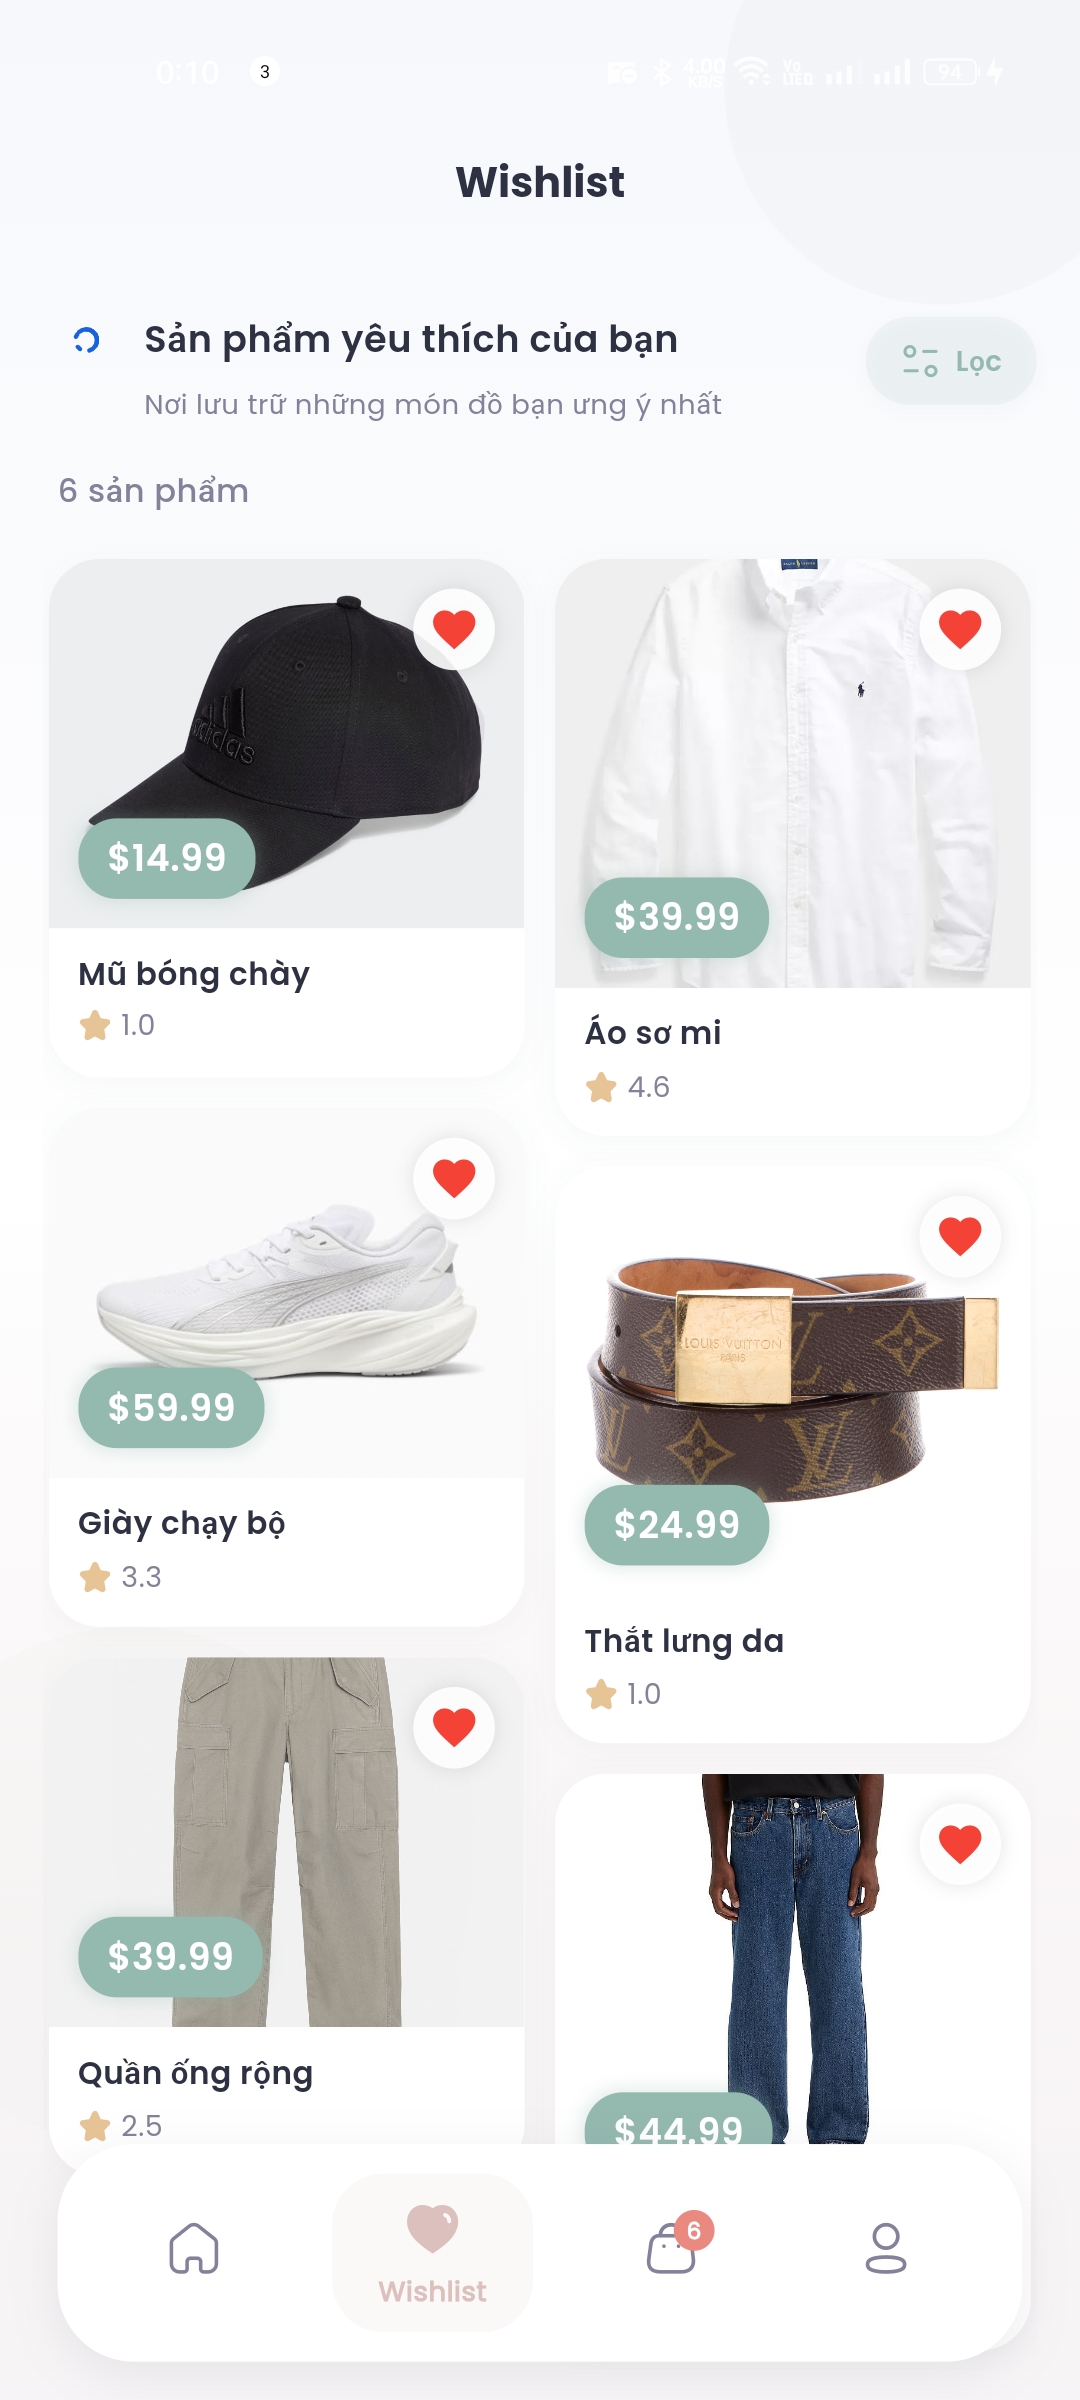 0:10
3
4.00
KB/S
Vo
LTE
94
Wishlist
Sản phẩm yêu thích của bạn
Nơi lưu trữ những món đồ bạn ưng ý nhất
Lọc
6 sản phẩm
adidas
$14.99
Mũ bóng chày
1.0
$39.99
Áo sơ mi
4.6
$59.99
Giày chạy bộ
3.3
LOUIS VUITTON
PARIS
$24.99
Thắt lưng da
1.0
$39.99
Quần ống rộng
2.5
$44.99
6
Wishlist